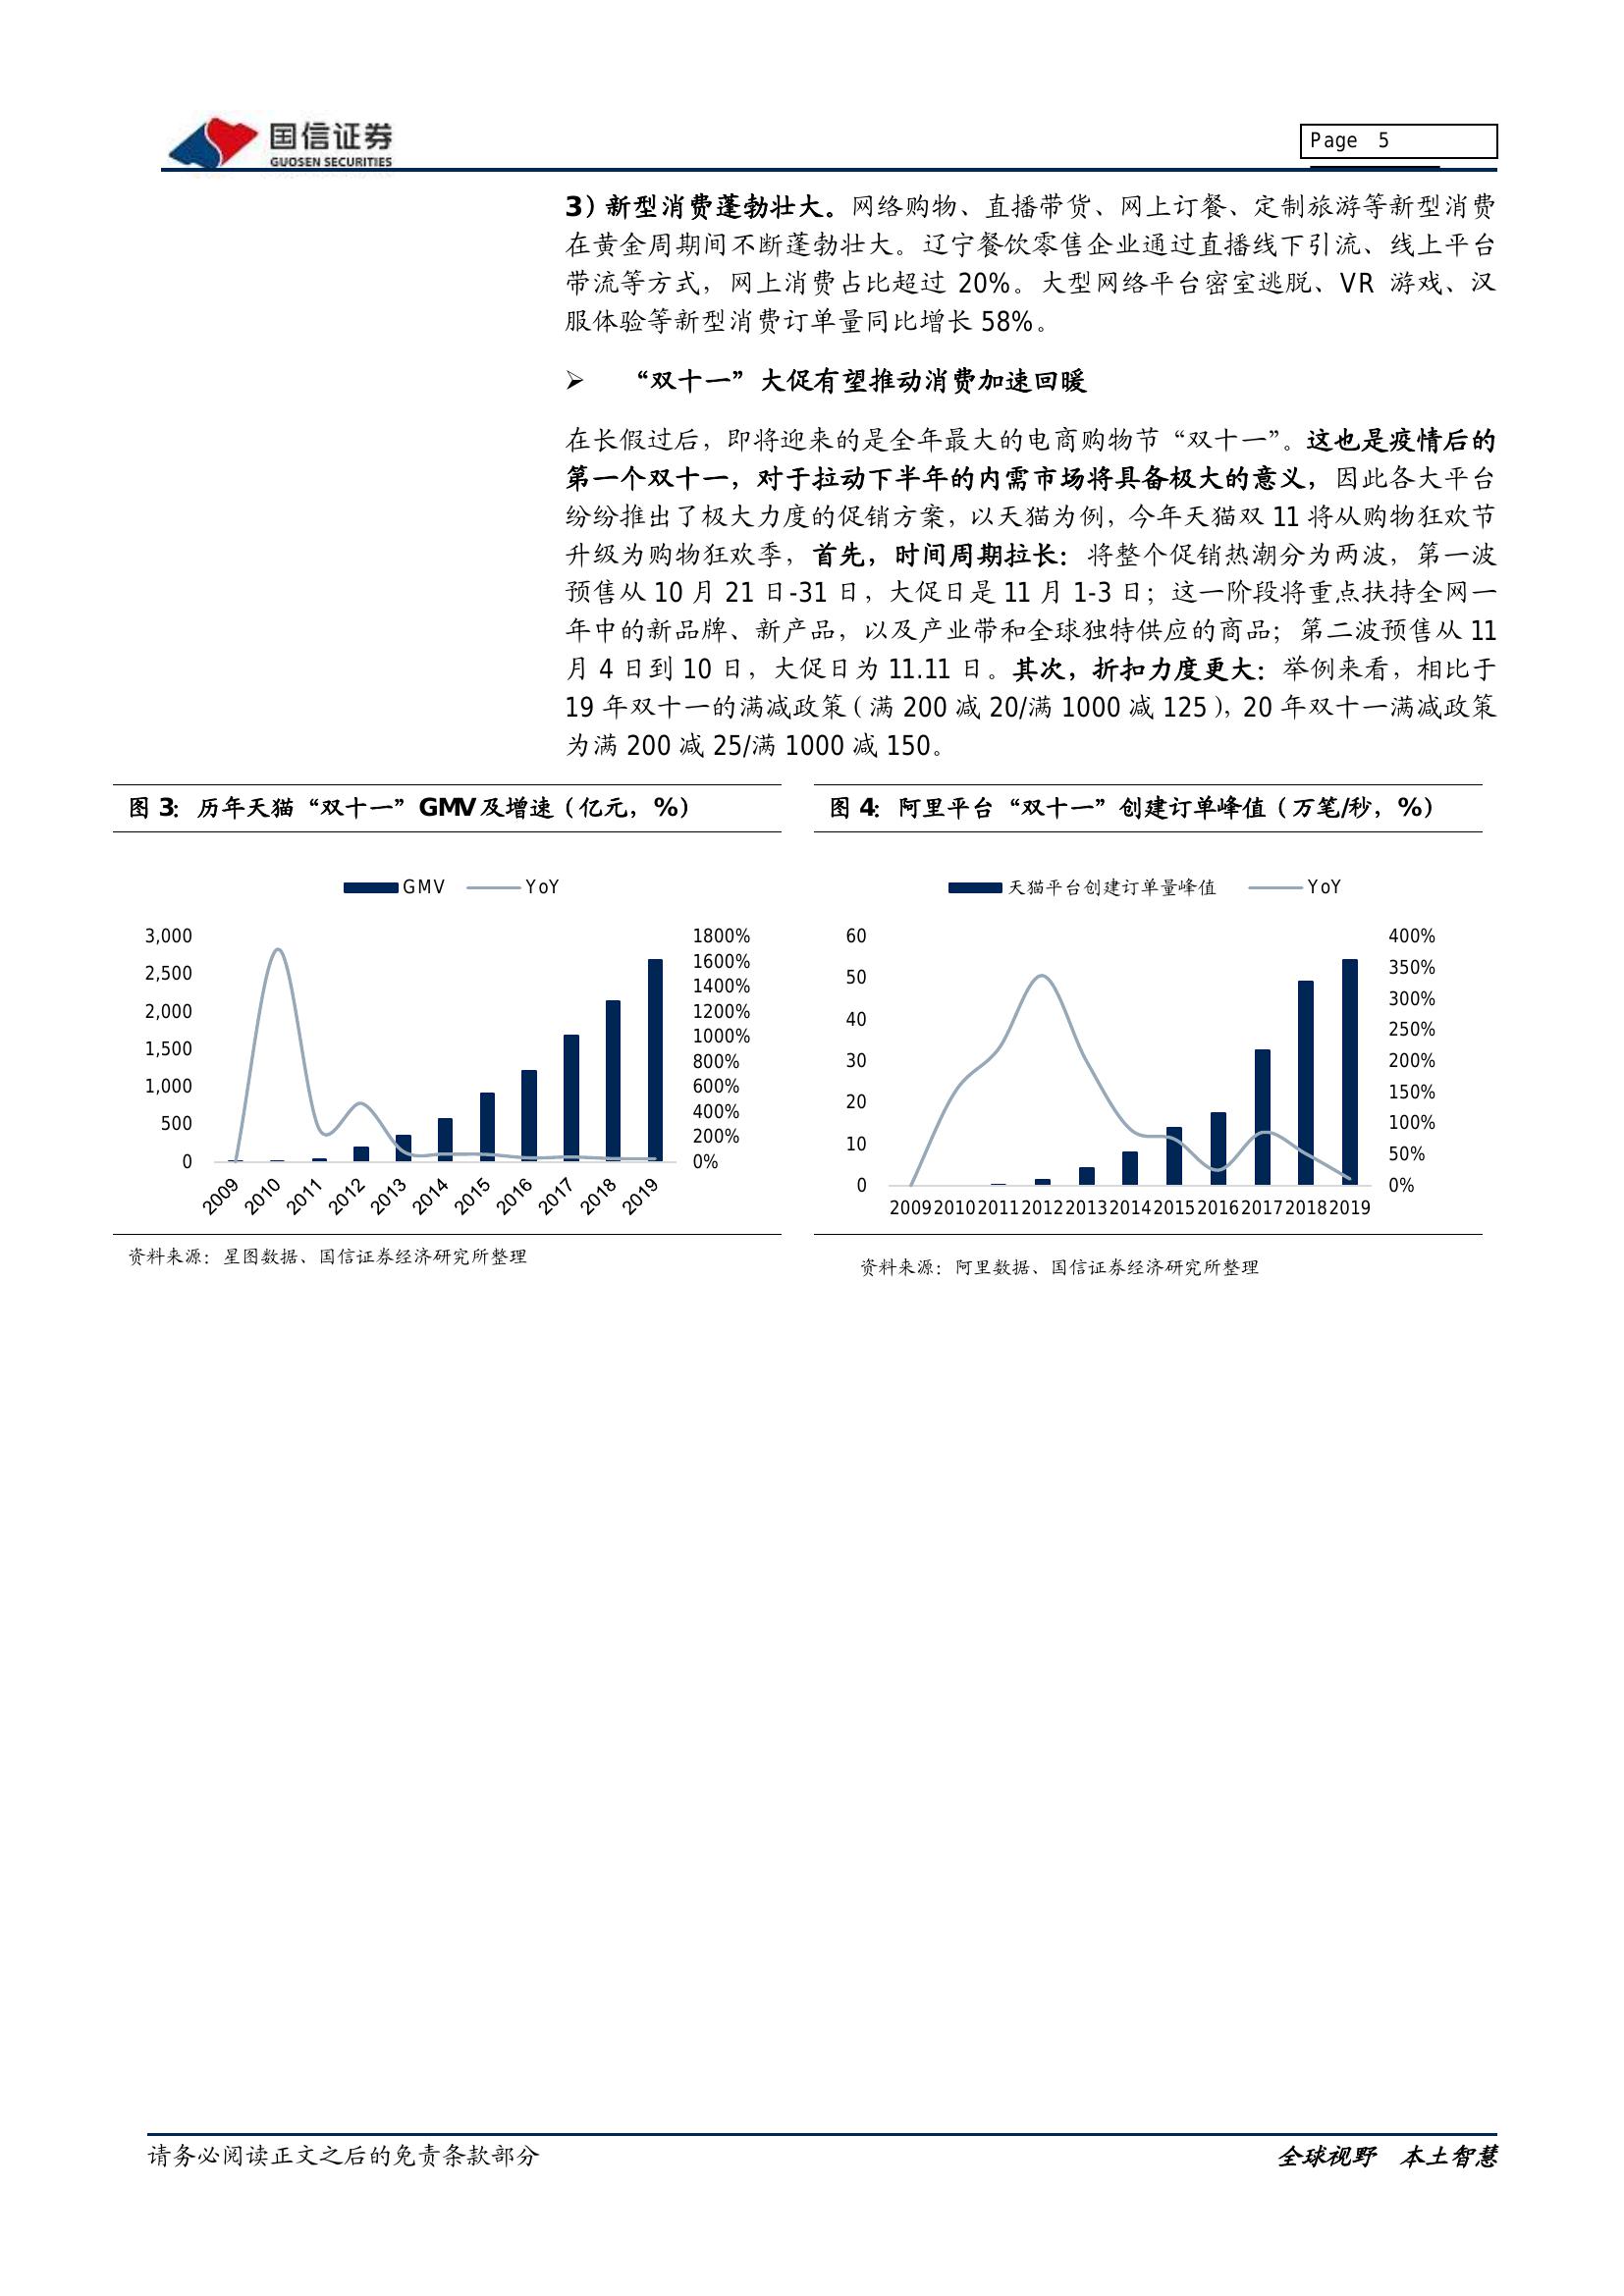 国信证券
GUOSEN SECURITIES
Page 5
3）新型消费蓬勃壮大。网络购物、直播带货、网上订餐、定制旅游等新型消费
在黄金周期间不断蓬勃壮大。辽宁餐饮零售企业通过直播线下引流、线上平台
带流等方式，网上消费占比超过 20%。大型网络平台密室逃脱、VR 游戏、汉
服体验等新型消费订单量同比增长 58%。
➢ “双十一”大促有望推动消费加速回暖
在长假过后，即将迎来的是全年最大的电商购物节“双十一”。这也是疫情后的
第一个双十一，对于拉动下半年的内需市场将具备极大的意义，因此各大平台
纷纷推出了极大力度的促销方案，以天猫为例，今年天猫双 11 将从购物狂欢节
升级为购物狂欢季，首先，时间周期拉长：将整个促销热潮分为两波，第一波
预售从 10 月 21 日-31 日，大促日是 11 月 1-3 日；这一阶段将重点扶持全网一
年中的新品牌、新产品，以及产业带和全球独特供应的商品；第二波预售从 11
月 4 日到 10 日，大促日为 11.11 日。其次，折扣力度更大：举例来看，相比于
19 年双十一的满减政策（满 200 减 20/满 1000 减 125），20 年双十一满减政策
为满 200 减 25/满 1000 减 150。
图 3：历年天猫“双十一”GMV 及增速（亿元，%）
GMV YoY
3,000
2,500
2,000
1,500
1,000
500
0
1800%
1600%
1400%
1200%
1000%
800%
600%
400%
200%
0%
2009 2010 2011 2012 2013 2014 2015 2016 2017 2018 2019
资料来源：星图数据、国信证券经济研究所整理
图 4：阿里平台“双十一”创建订单峰值（万笔/秒，%）
天猫平台创建订单量峰值 YoY
60
50
40
30
20
10
0
400%
350%
300%
250%
200%
150%
100%
50%
0%
2009 2010 2011 2012 2013 2014 2015 2016 2017 2018 2019
资料来源：阿里数据、国信证券经济研究所整理
请务必阅读正文之后的免责条款部分
全球视野 本土智慧